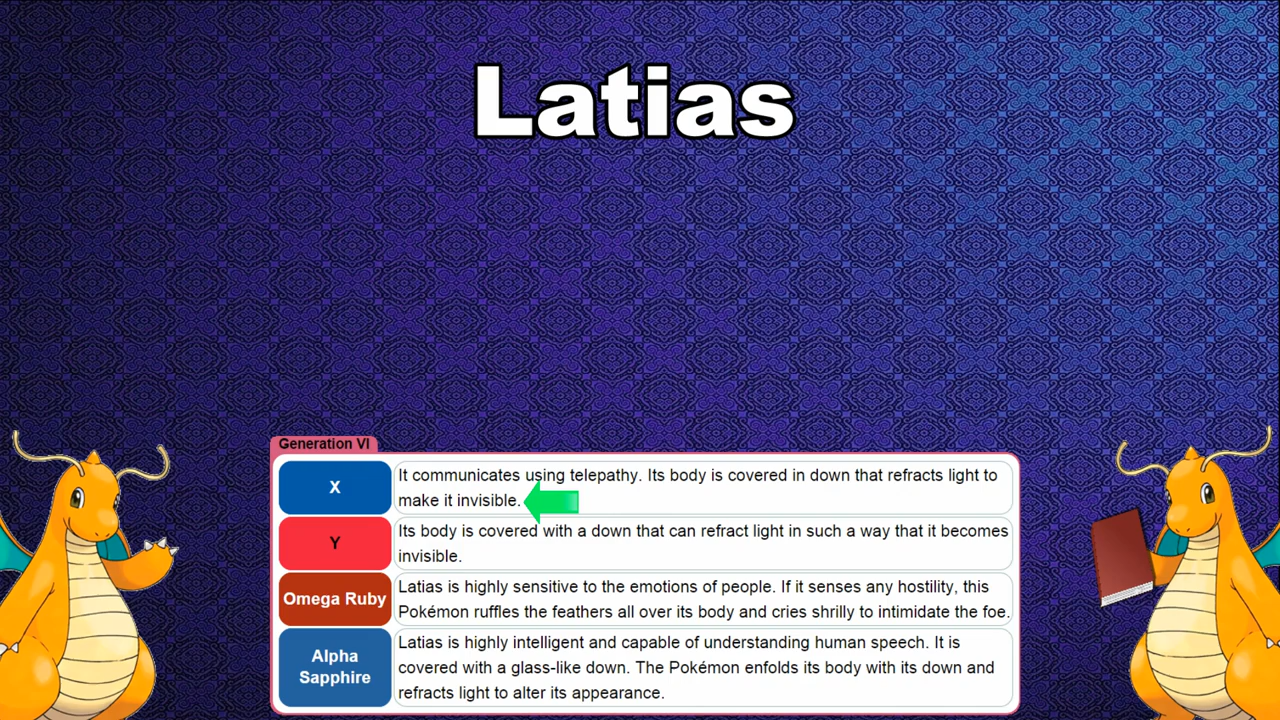 Latias
Generation VI
X
It communicates using telepathy. Its body is covered in down that refracts light to
make it invisible.
Y
Its body is covered with a down that can refract light in such a way that it becomes
invisible.
Omega Ruby
Latias is highly sensitive to the emotions of people. If it senses any hostility, this
Pokémon ruffles the feathers all over its body and cries shrilly to intimidate the foe.
Alpha
Sapphire
Latias is highly intelligent and capable of understanding human speech. It is
covered with a glass-like down. The Pokémon enfolds its body with its down and
refracts light to alter its appearance.